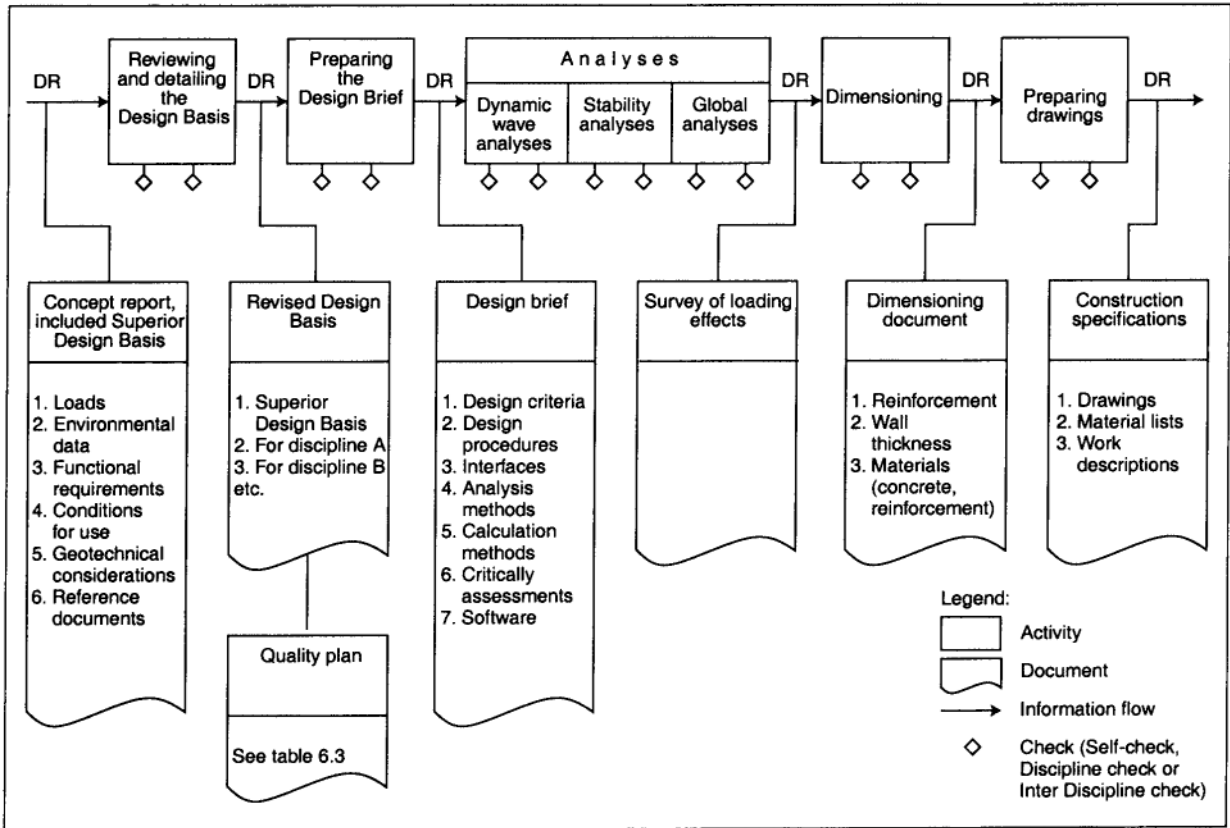 DR
Reviewing
and detailing
the
Design Basis
DR
Preparing
the
Design Brief
DR
Analyses
Dynamic
wave
analyses
Stability
analyses
Global
analyses
DR
Dimensioning
DR
Preparing
drawings
DR
Concept report,
included Superior
Design Basis
1. Loads
2. Environmental
data
3. Functional
requirements
4. Conditions
for use
5. Geotechnical
considerations
6. Reference
documents
Revised Design
Basis
1. Superior
Design Basis
2. For discipline A
3. For discipline B
etc.
Quality plan
See table 6.3
Design brief
1. Design criteria
2. Design
procedures
3. Interfaces
4. Analysis
methods
5. Calculation
methods
6. Critically
assessments
7. Software
Survey of loading
effects
Dimensioning
document
1. Reinforcement
2. Wall
thickness
3. Materials
(concrete,
reinforcement)
Construction
specifications
1. Drawings
2. Material lists
3. Work
descriptions
Legend:
Activity
Document
Information flow
Check (Self-check,
Discipline check or
Inter Discipline check)